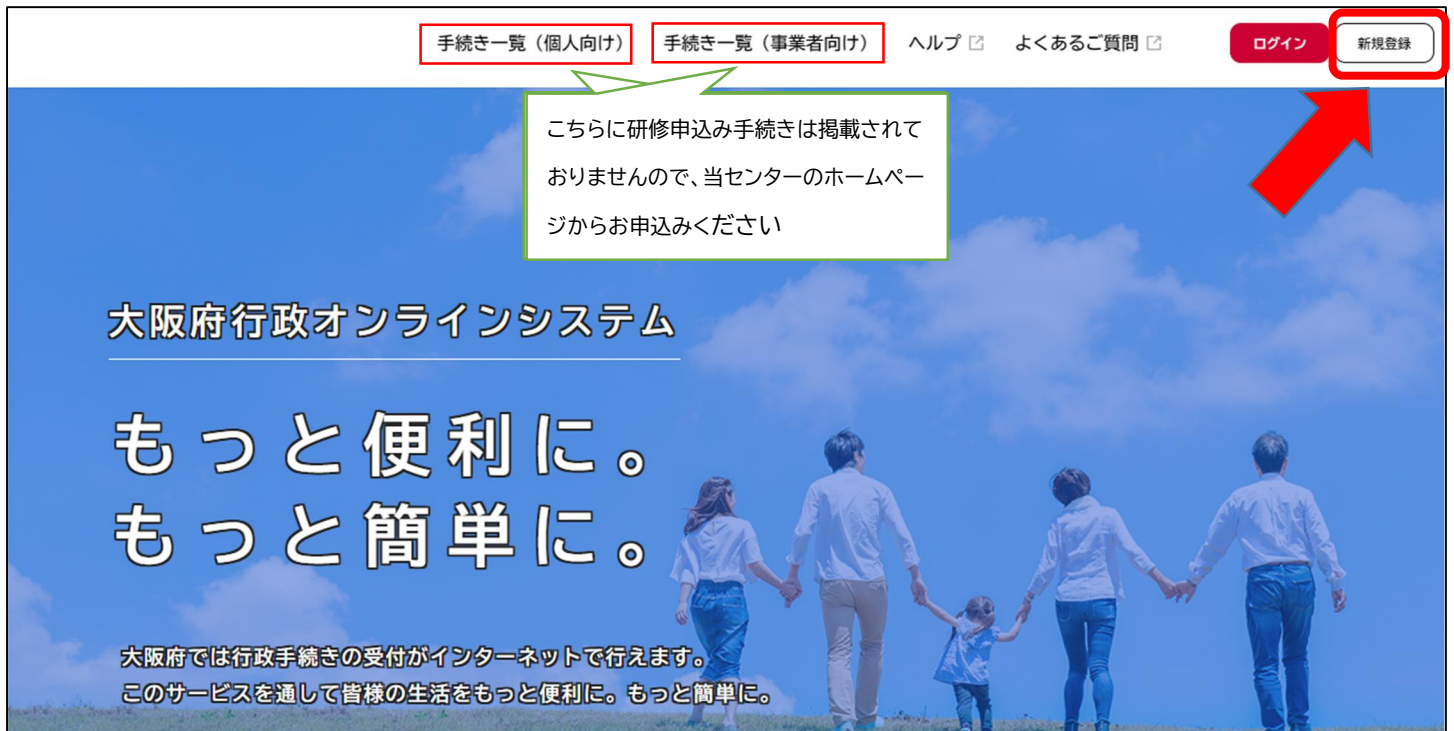 手続き一覧（個人向け） 手続き一覧（事業者向け） ヘルプ よくあるご質問 ログイン 新規登録
こちらに研修申込み手続きは掲載されて
おりませんので、当センターのホームペー
ジからお申込みください
大阪府行政オンラインシステム
もっと便利に。
もっと簡単に。
大阪府では行政手続きの受付がインターネットで行えます。
このサービスを通して皆様の生活をもっと便利に。もっと簡単に。